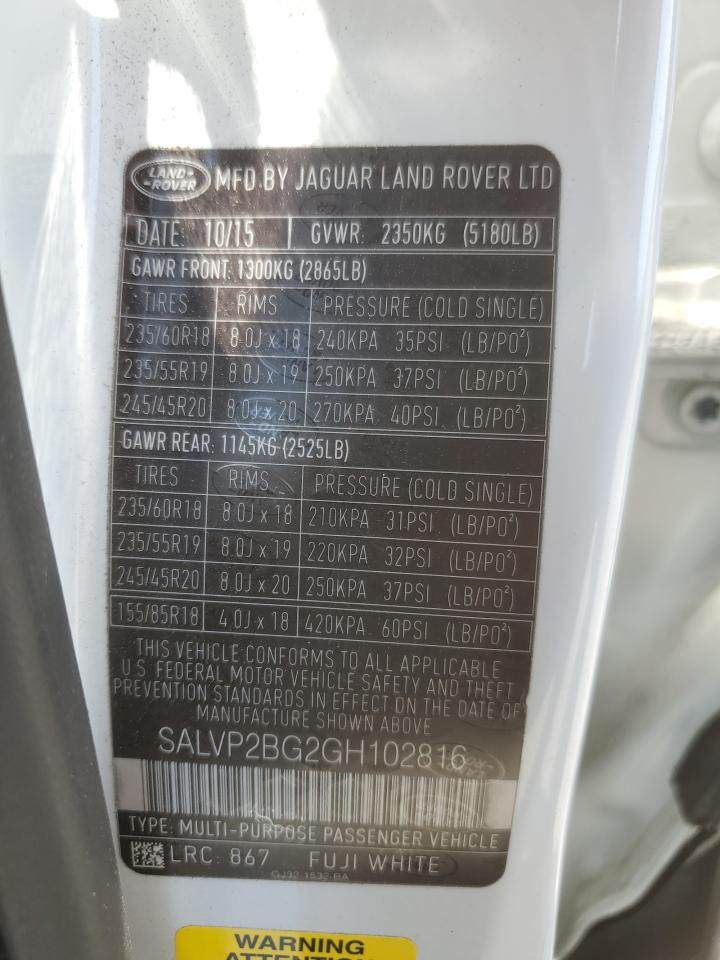 LAND-ROVER MFD.BY JAGUAR LAND ROVER LTD
DATE: 10/15 GVWR: 2350KG (5180LB)
GAWR FRONT: 1300KG (2865LB)
TIRES RIMS PRESSURE (COLD SINGLE)
235/60R18 8.0J x 18 240KPA 35PSI (LB/PO²)
235/55R19 8.0J x 19 250KPA 37PSI (LB/PO²)
245/45R20 8.0J x 20 270KPA 40PSI (LB/PO²)
GAWR REAR: 1145KG (2525LB)
TIRES RIMS PRESSURE (COLD SINGLE)
235/60R18 8.0J x 18 210KPA 31PSI (LB/PO²)
235/55R19 8.0J x 19 220KPA 32PSI (LB/PO²)
245/45R20 8.0J x 20 250KPA 37PSI (LB/PO²)
155/85R18 4.0J x 18 420KPA 60PSI (LB/PO²)
THIS VEHICLE CONFORMS TO ALL APPLICABLE
U.S. FEDERAL MOTOR VEHICLE SAFETY AND THEFT
PREVENTION STANDARDS IN EFFECT ON THE DATE OF
MANUFACTURE SHOWN ABOVE.
SALVP2BG2GH102816
TYPE: MULTI-PURPOSE PASSENGER VEHICLE
LRC: 867 FUJI WHITE
GJ32 1532-BA
WARNING
ATTENTION